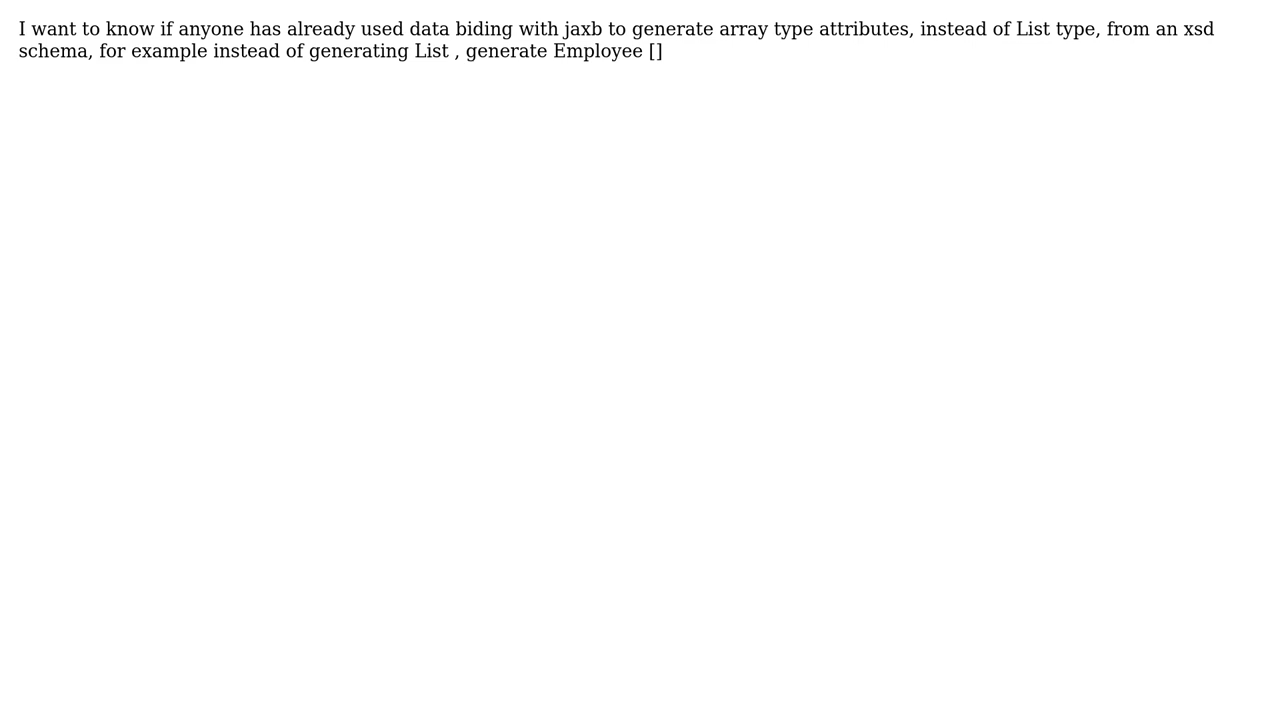 I want to know if anyone has already used data biding with jaxb to generate array type attributes, instead of List type, from an xsd
schema, for example instead of generating List , generate Employee []